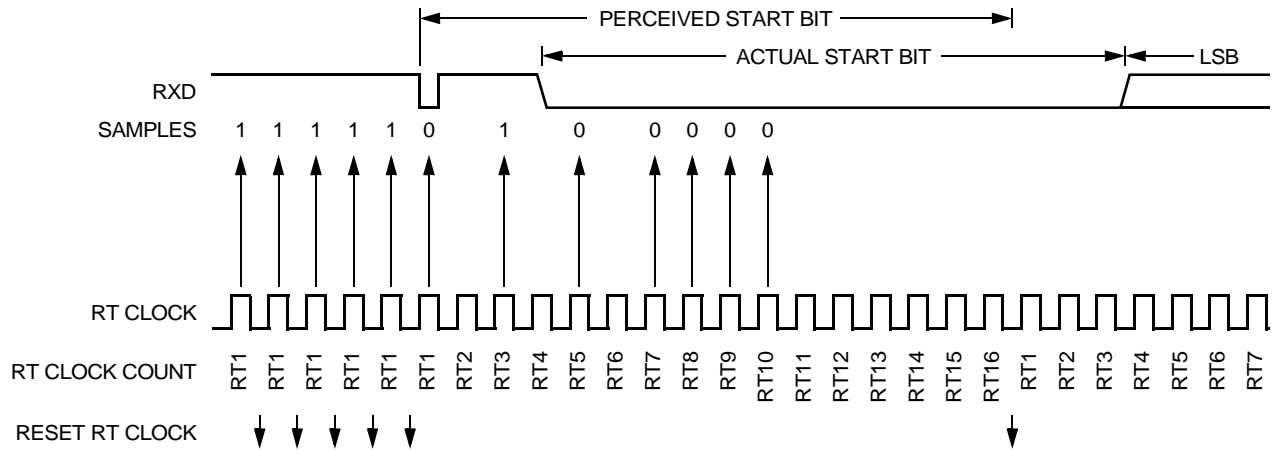 PERCEIVED START BIT
ACTUAL START BIT
LSB
RXD
SAMPLES 1 1 1 1 1 0 1 0 0 0 0 0
RT CLOCK
RT CLOCK COUNT RT1 RT1 RT1 RT1 RT1 RT1 RT2 RT3 RT4 RT5 RT6 RT7 RT8 RT9 RT10 RT11 RT12 RT13 RT14 RT15 RT16 RT1 RT2 RT3 RT4 RT5 RT6 RT7
RESET RT CLOCK